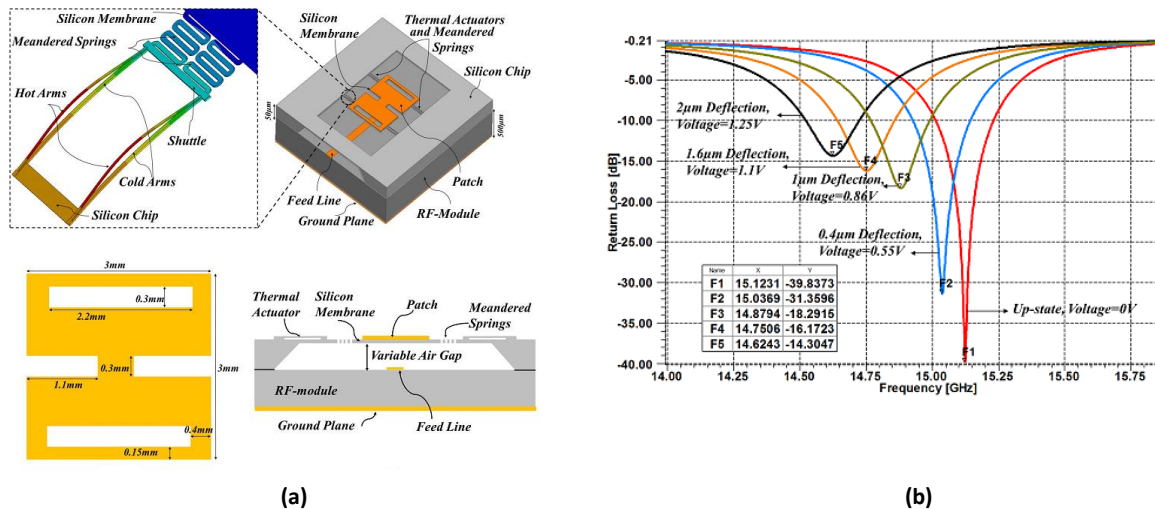 Silicon Membrane
Meandered Springs
Hot Arms
Shuttle
Cold Arms
Silicon Chip
Silicon
Membrane
Thermal Actuators
and Meandered
Springs
Silicon Chip
50μm
500μm
Feed Line
Ground Plane
Patch
RF-Module
3mm
0.3mm
2.2mm
0.3mm
1.1mm
3mm
0.4mm
0.15mm
Thermal
Actuator
Silicon
Membrane
Patch
Meandered
Springs
Variable Air Gap
RF-module
Ground Plane
Feed Line
(a)
-0.21
-5.00
-10.00
-15.00
-20.00
-25.00
-30.00
-35.00
-40.00
Return Loss [dB]
2μm Deflection,
Voltage=1.25V
1.6μm Deflection,
Voltage=1.1V
1μm Deflection,
Voltage=0.86V
0.4μm Deflection,
Voltage=0.55V
Up-state, Voltage=0V
F5
F4
F3
F2
F1
Name X Y
F1 15.1231 -39.8373
F2 15.0369 -31.3596
F3 14.8794 -18.2915
F4 14.7506 -16.1723
F5 14.6243 -14.3047
14.00 14.25 14.50 14.75 15.00 15.25 15.50 15.75
Frequency [GHz]
(b)